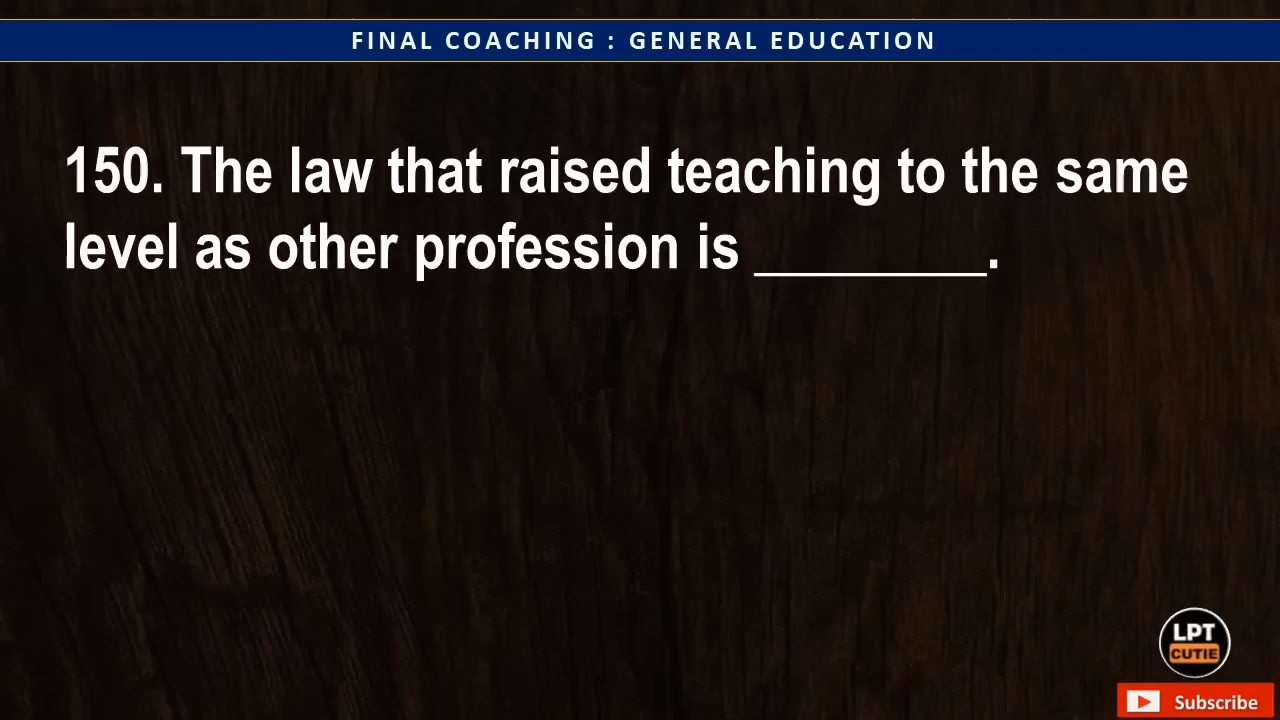 FINAL COACHING : GENERAL EDUCATION
150. The law that raised teaching to the same
level as other profession is ________.
LPT
CUTIE
Subscribe